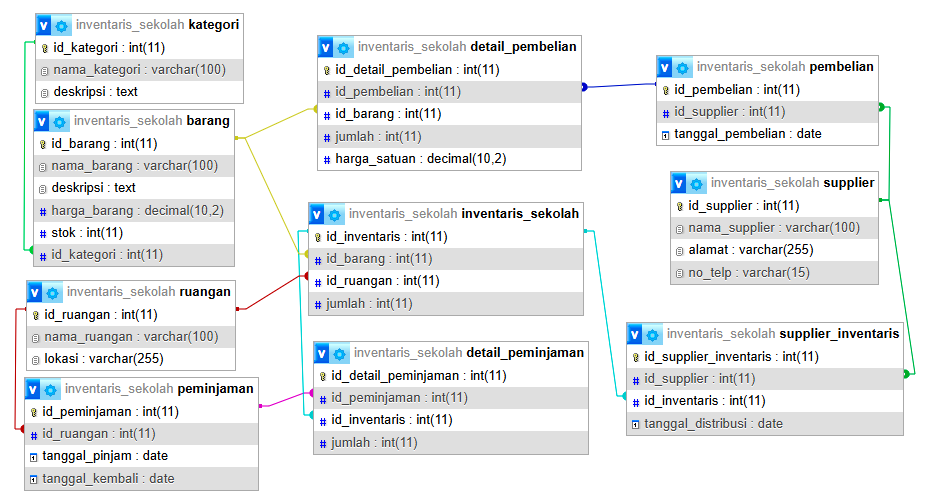 inventaris_sekolah kategori
id_kategori : int(11)
nama_kategori : varchar(100)
deskripsi : text
inventaris_sekolah barang
id_barang : int(11)
nama_barang : varchar(100)
deskripsi : text
# harga_barang : decimal(10,2)
# stok : int(11)
# id_kategori : int(11)
inventaris_sekolah ruangan
id_ruangan : int(11)
nama_ruangan : varchar(100)
lokasi : varchar(255)
inventaris_sekolah peminjaman
id_peminjaman : int(11)
# id_ruangan : int(11)
tanggal_pinjam : date
tanggal_kembali : date
inventaris_sekolah detail_pembelian
id_detail_pembelian : int(11)
# id_pembelian : int(11)
# id_barang : int(11)
# jumlah : int(11)
# harga_satuan : decimal(10,2)
inventaris_sekolah inventaris_sekolah
id_inventaris : int(11)
# id_barang : int(11)
# id_ruangan : int(11)
# jumlah : int(11)
inventaris_sekolah detail_peminjaman
id_detail_peminjaman : int(11)
# id_peminjaman : int(11)
# id_inventaris : int(11)
# jumlah : int(11)
inventaris_sekolah pembelian
id_pembelian : int(11)
# id_supplier : int(11)
tanggal_pembelian : date
inventaris_sekolah supplier
id_supplier : int(11)
nama_supplier : varchar(100)
alamat : varchar(255)
no_telp : varchar(15)
inventaris_sekolah supplier_inventaris
id_supplier_inventaris : int(11)
# id_supplier : int(11)
# id_inventaris : int(11)
tanggal_distribusi : date